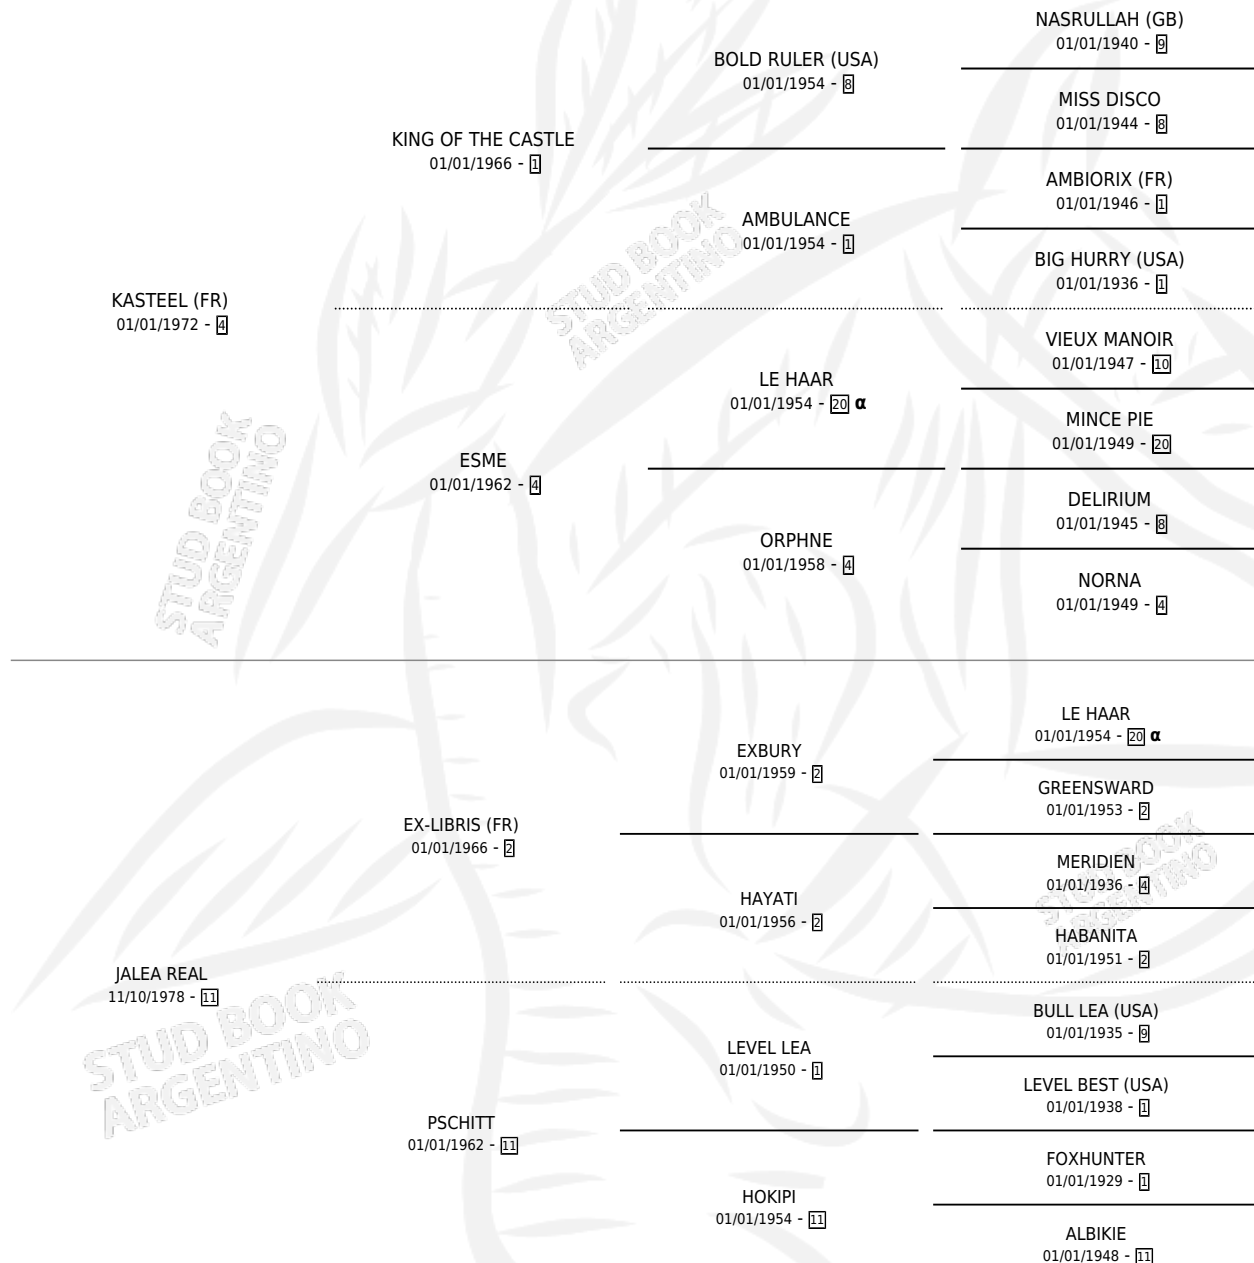 NASRULLAH (GB)
01/01/1940 - 9
BOLD RULER (USA)
01/01/1954 - 8
MISS DISCO
01/01/1944 - 8
KING OF THE CASTLE
01/01/1966 - 1
AMBIORIX (FR)
01/01/1946 - 1
AMBULANCE
01/01/1954 - 1
BIG HURRY (USA)
01/01/1936 - 1
KASTEEL (FR)
01/01/1972 - 4
VIEUX MANOIR
01/01/1947 - 10
LE HAAR
01/01/1954 - 20 α
MINCE PIE
01/01/1949 - 20
ESME
01/01/1962 - 4
DELIRIUM
01/01/1945 - 8
ORPHNE
01/01/1958 - 4
NORNA
01/01/1949 - 4
LE HAAR
01/01/1954 - 20 α
EXBURY
01/01/1959 - 2
GREENSWARD
01/01/1953 - 2
EX-LIBRIS (FR)
01/01/1966 - 2
MERIDIEN
01/01/1936 - 4
HAYATI
01/01/1956 - 2
HABANITA
01/01/1951 - 2
JALEA REAL
11/10/1978 - 11
BULL LEA (USA)
01/01/1935 - 9
LEVEL LEA
01/01/1950 - 1
LEVEL BEST (USA)
01/01/1938 - 1
PSCHITT
01/01/1962 - 11
FOXHUNTER
01/01/1929 - 1
HOKIPI
01/01/1954 - 11
ALBIKIE
01/01/1948 - 11
STUD BOOK
ARGENTINO
STUD BOOK
ARGENTINO
STUD BOOK
ARGENTINO
STUD BOOK
ARGENTINO